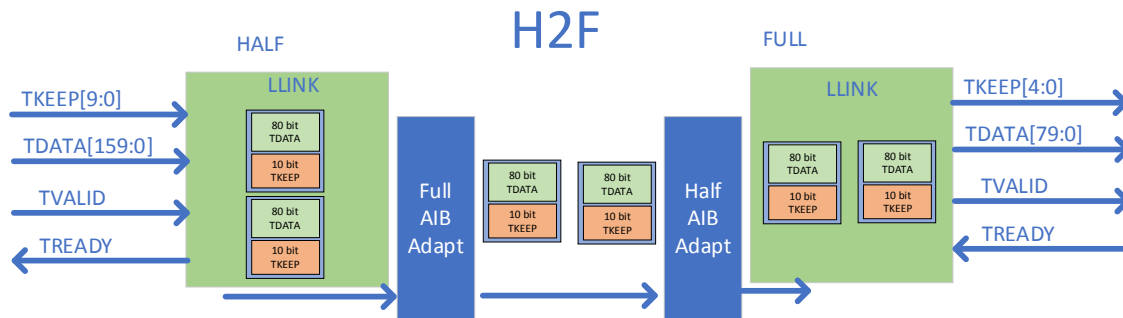 H2F
HALF
FULL
LLINK
LLINK
TKEEP[9:0]
TDATA[159:0]
TVALID
TREADY
80 bit
TDATA
10 bit
TKEEP
80 bit
TDATA
10 bit
TKEEP
Full
AIB
Adapt
80 bit
TDATA
10 bit
TKEEP
80 bit
TDATA
10 bit
TKEEP
Half
AIB
Adapt
80 bit
TDATA
10 bit
TKEEP
80 bit
TDATA
10 bit
TKEEP
TKEEP[4:0]
TDATA[79:0]
TVALID
TREADY